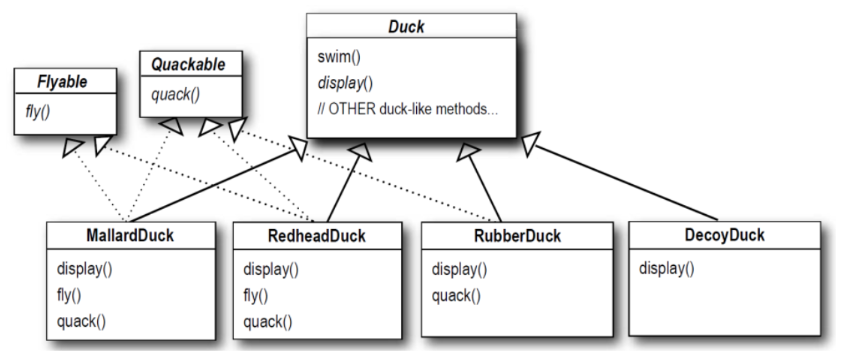 Duck
swim()
display()
// OTHER duck-like methods...
Quackable
quack()
Flyable
fly()
MallardDuck
display()
fly()
quack()
RedheadDuck
display()
fly()
quack()
RubberDuck
display()
quack()
DecoyDuck
display()